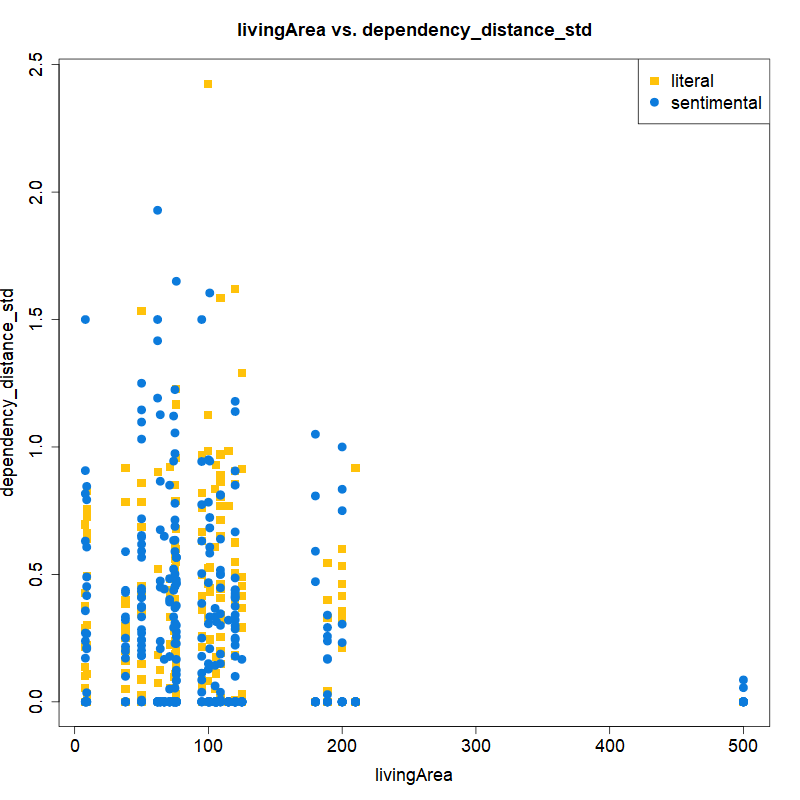 livingArea vs. dependency_distance_std
literal
sentimental
dependency_distance_std
2.5
2.0
1.5
1.0
0.5
0.0
0 100 200 300 400 500
livingArea